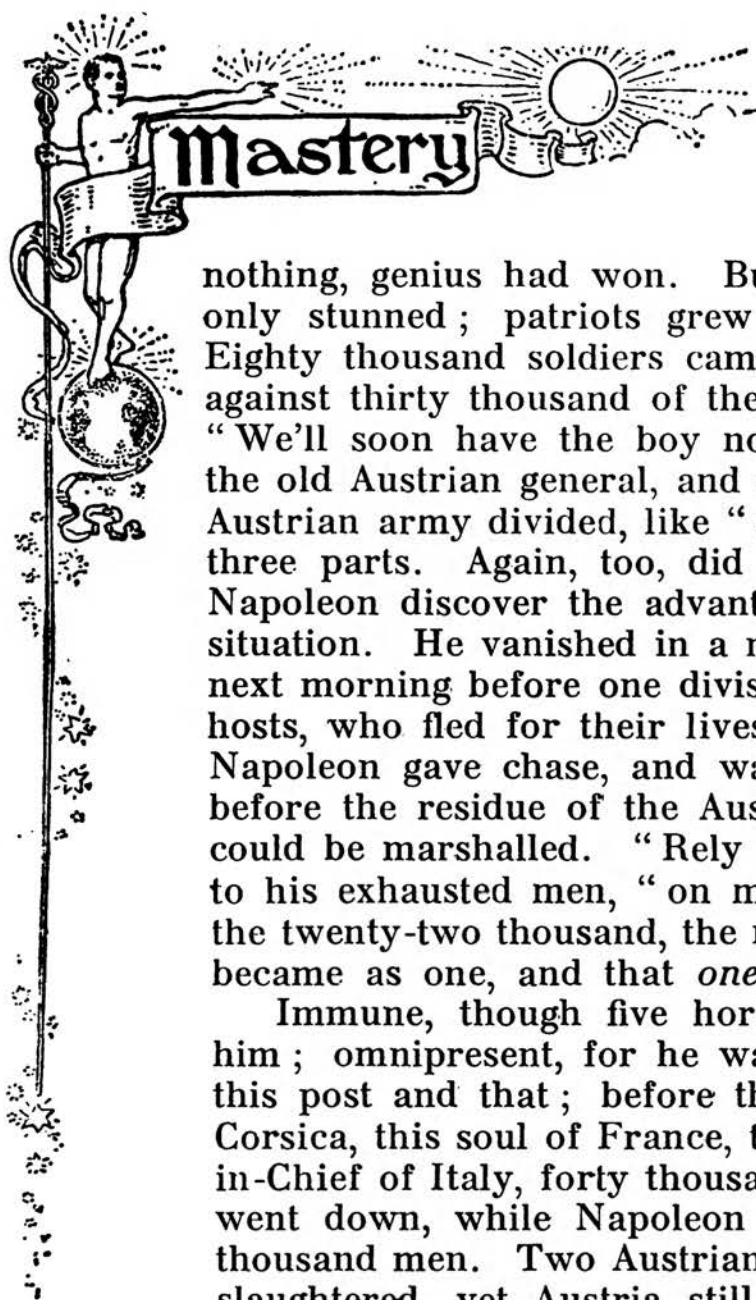 Mastery
nothing, genius had won.
only stunned ; patriots grew
Eighty thousand soldiers
against thirty thousand of
“ We'll soon have the boy
the old Austrian general, and
Austrian army divided, like “
three parts. Again, too, did
Napoleon discover the
situation. He vanished in a
next morning before one
hosts, who fled for their
Napoleon gave chase, and
before the residue of the
could be marshalled. “ Rely
to his exhausted men, “ on
the twenty-two thousand, the
became as one, and that one
Immune, though five
him ; omnipresent, for he
this post and that ; before
Corsica, this soul of France,
in-Chief of Italy, forty
went down, while Napoleon
thousand men. Two Austrian
slaughtered, yet Austria still